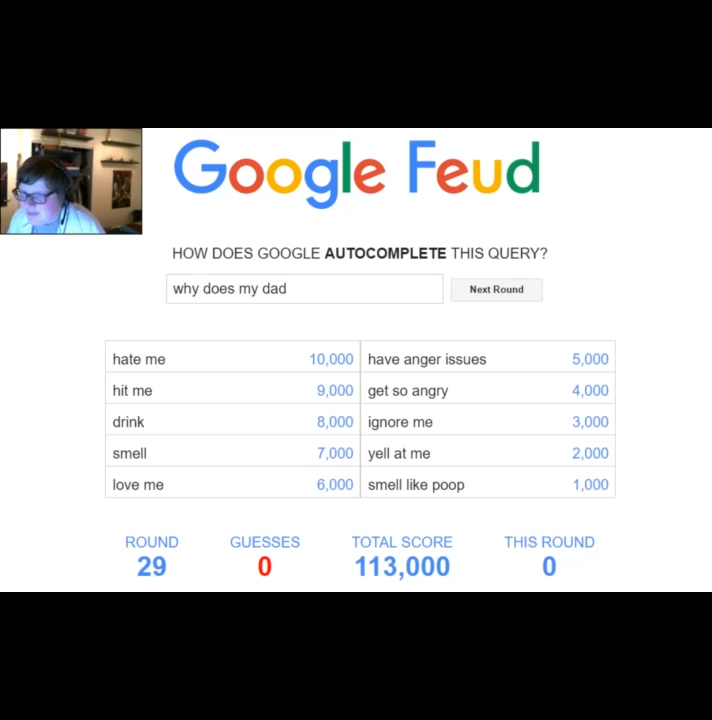 Google Feud
HOW DOES GOOGLE AUTOCOMPLETE THIS QUERY?
why does my dad
Next Round
hate me 10,000 have anger issues 5,000
hit me 9,000 get so angry 4,000
drink 8,000 ignore me 3,000
smell 7,000 yell at me 2,000
love me 6,000 smell like poop 1,000
ROUND GUESSES TOTAL SCORE THIS ROUND
29 0 113,000 0